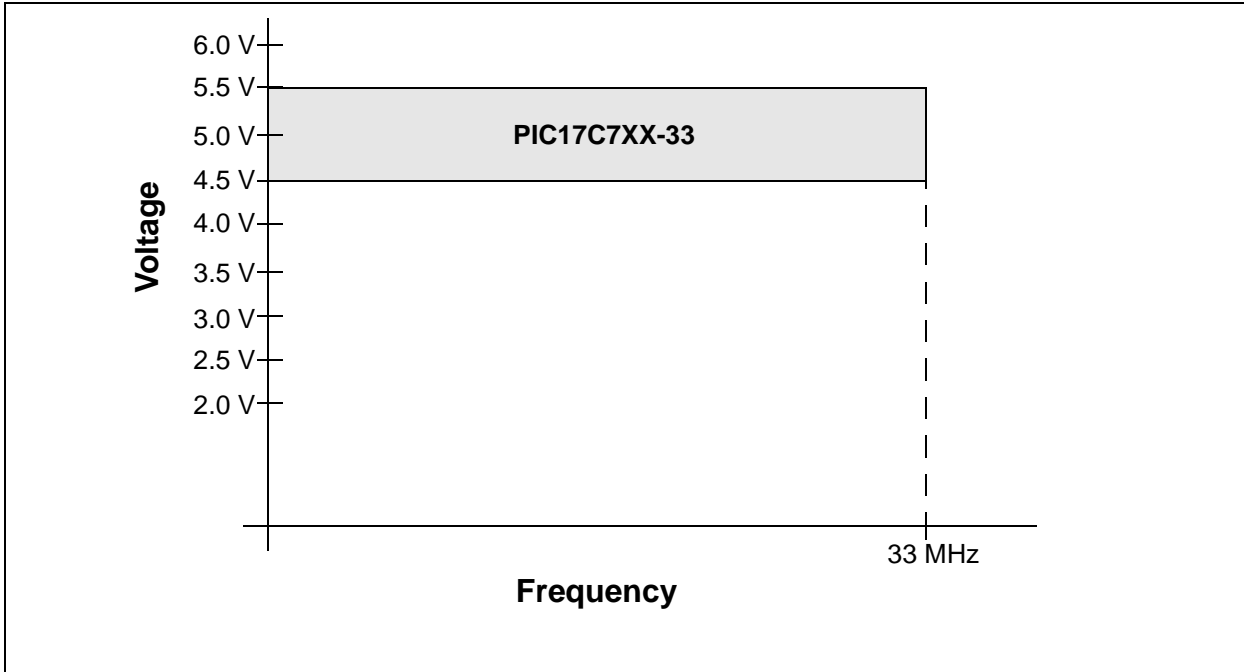 6.0 V
5.5 V
5.0 V
PIC17C7XX-33
4.5 V
4.0 V
3.5 V
3.0 V
2.5 V
2.0 V
Voltage
33 MHz
Frequency